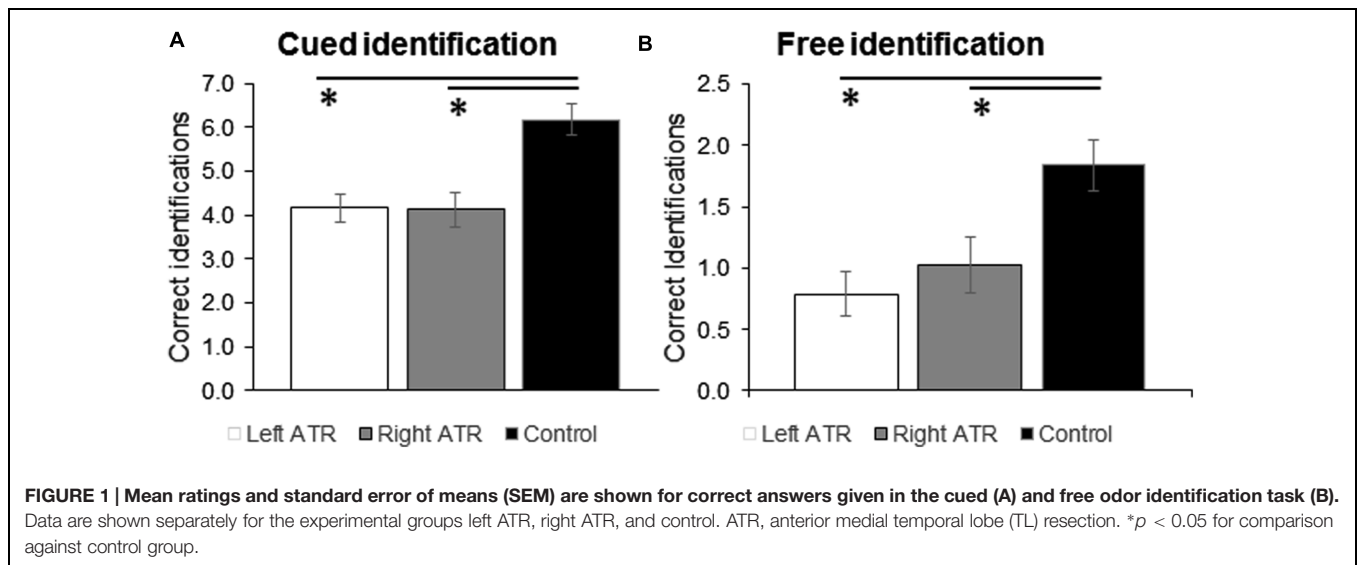 A
Cued identification
7.0
6.0
5.0
4.0
3.0
2.0
1.0
0.0
Correct identifications
*
*
Left ATR Right ATR Control
B
Free identification
2.5
2.0
1.5
1.0
0.5
0.0
Correct Identifications
*
*
Left ATR Right ATR Control
FIGURE 1 | Mean ratings and standard error of means (SEM) are shown for correct answers given in the cued (A) and free odor identification task (B).
Data are shown separately for the experimental groups left ATR, right ATR, and control. ATR, anterior medial temporal lobe (TL) resection. *p < 0.05 for comparison
against control group.